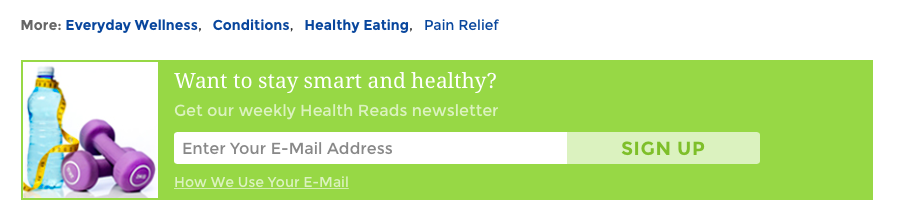 More: Everyday Wellness, Conditions, Healthy Eating, Pain Relief
Want to stay smart and healthy?
Get our weekly Health Reads newsletter
Enter Your E-Mail Address SIGN UP
How We Use Your E-Mail